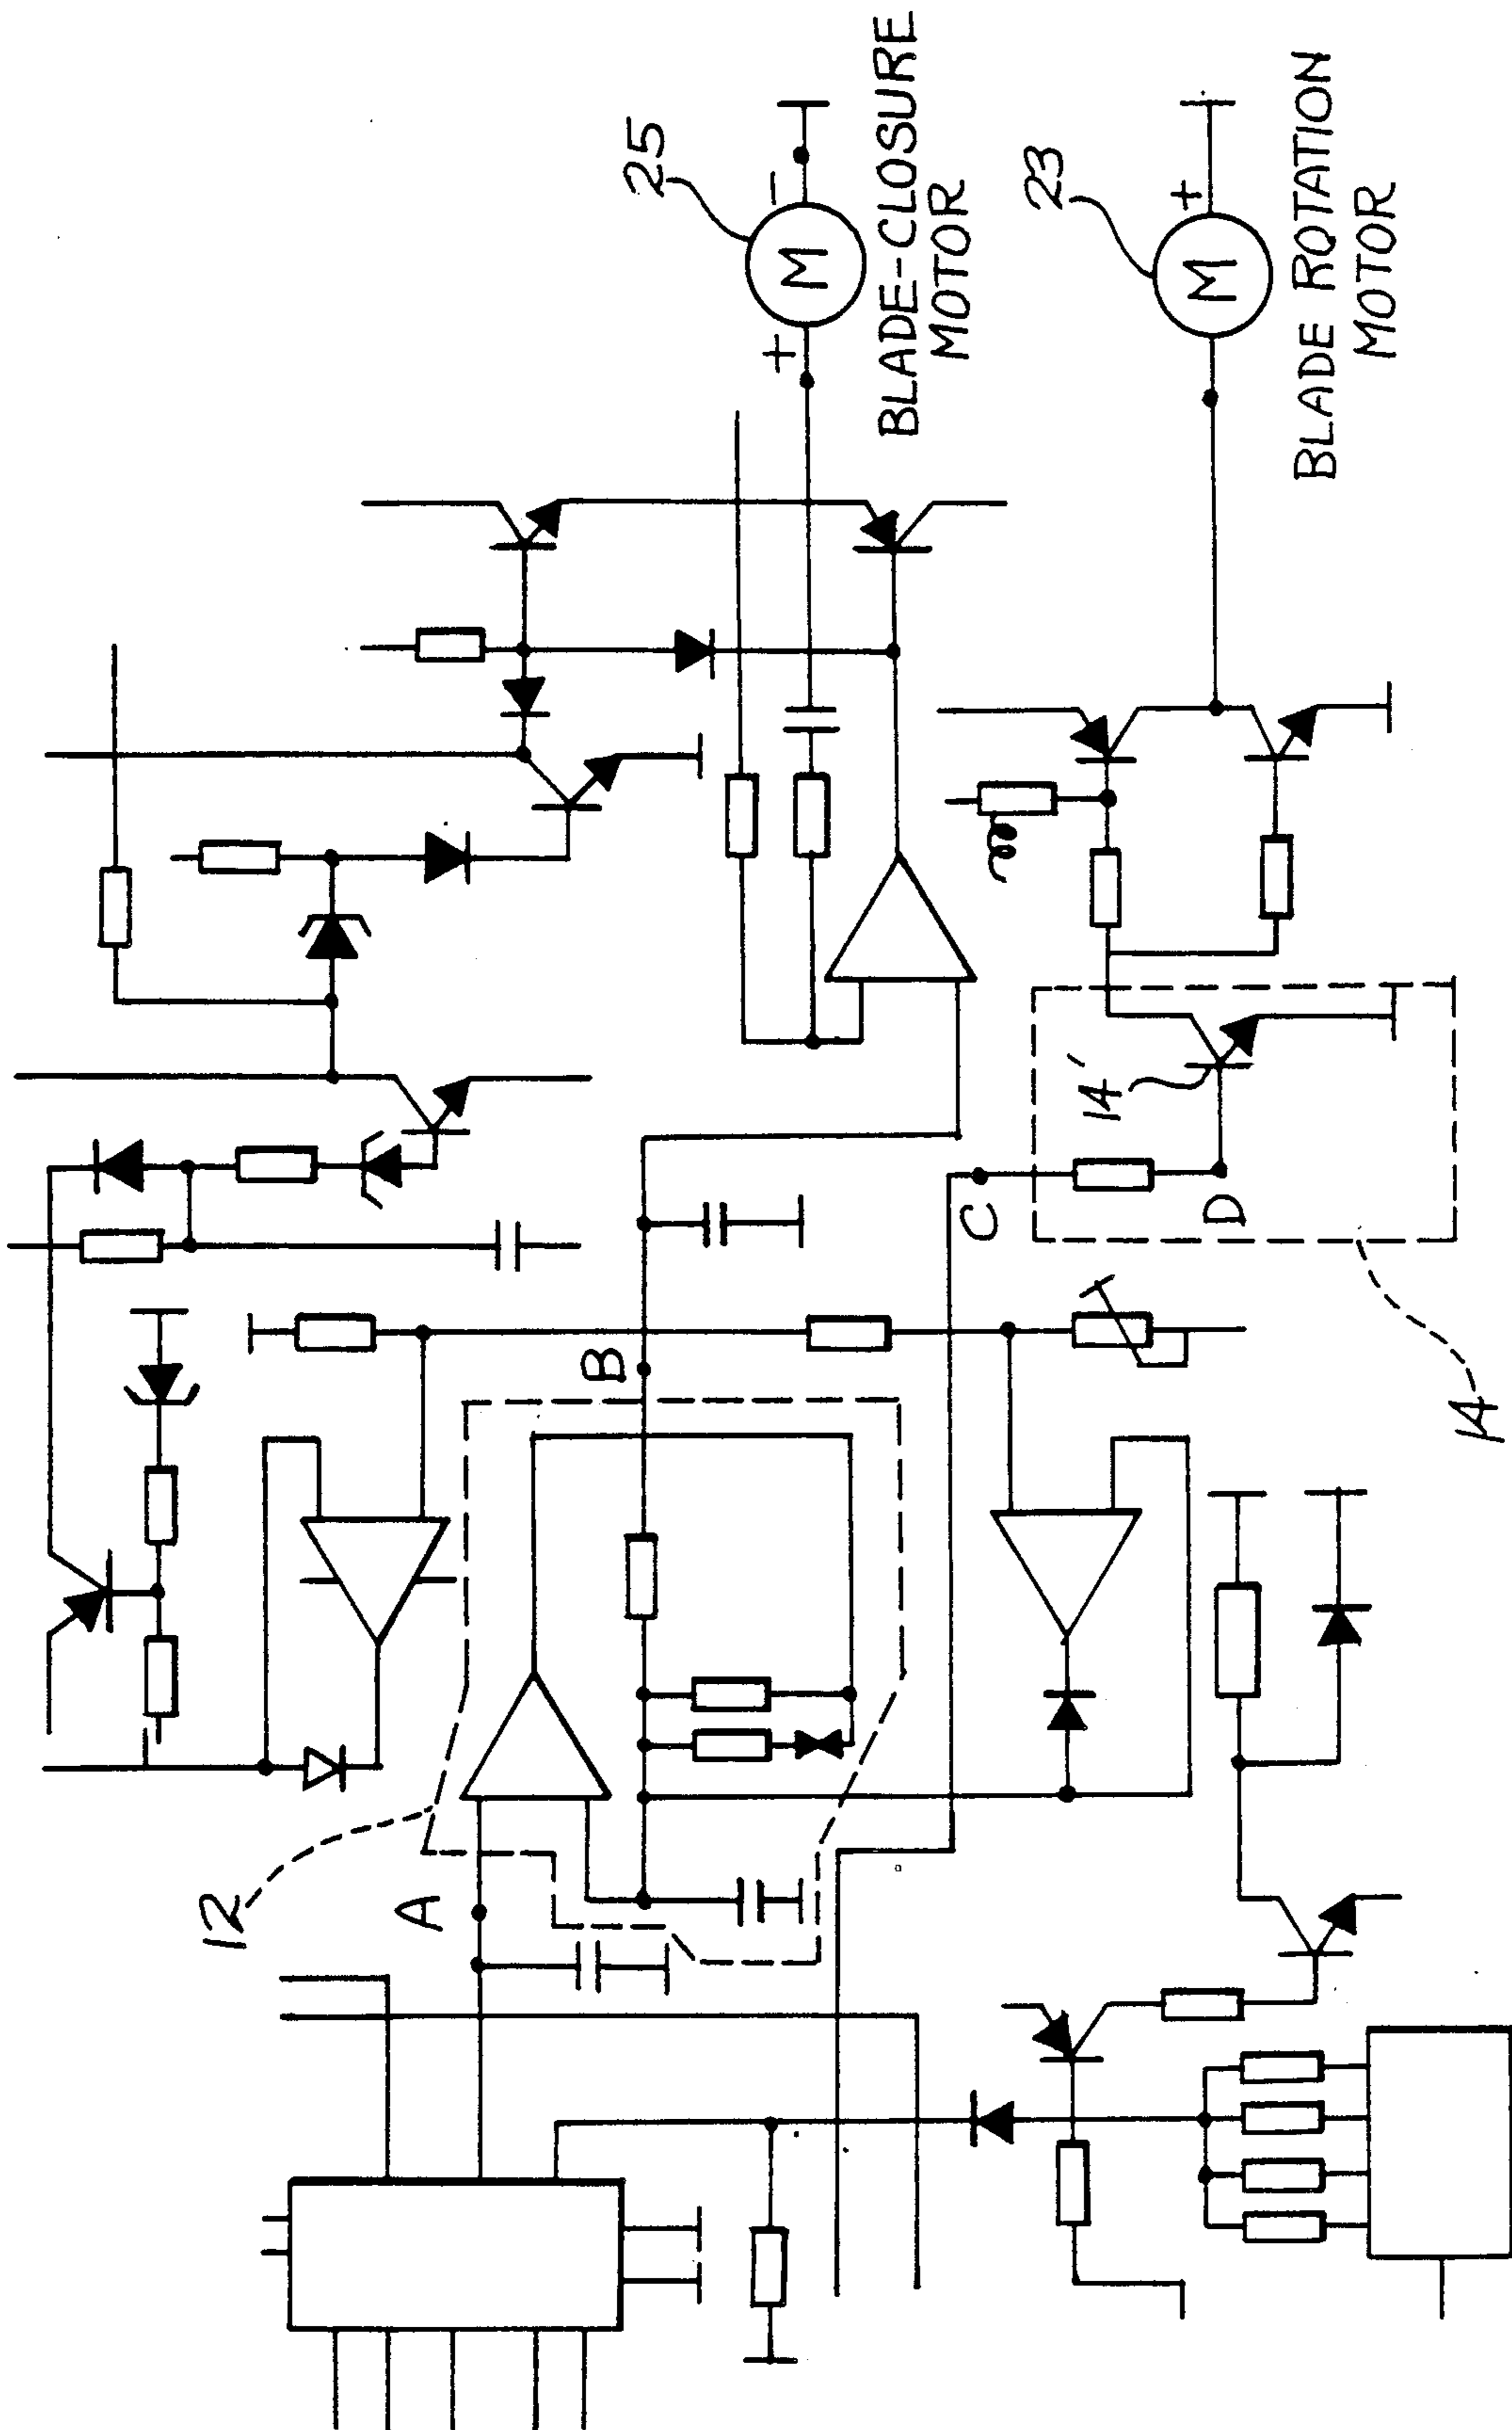 25
M
+
−
BLADE-CLOSURE
MOTOR
23
M
+
BLADE ROTATION
MOTOR
12
A
B
C
D
14'
14